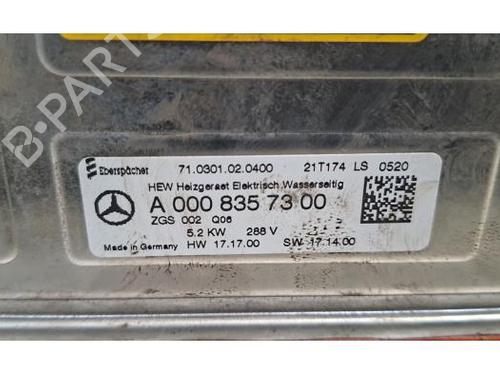 B-PARTS
Eberspächer 71.0301.02.0400 21T174 LS 0520
HEW Heizgeraet Elektrisch Wasserseitig
A 000 835 73 00
ZGS 002 Q06
5.2 KW 288 V
Made in Germany HW 17.17.00 SW 17.14.00